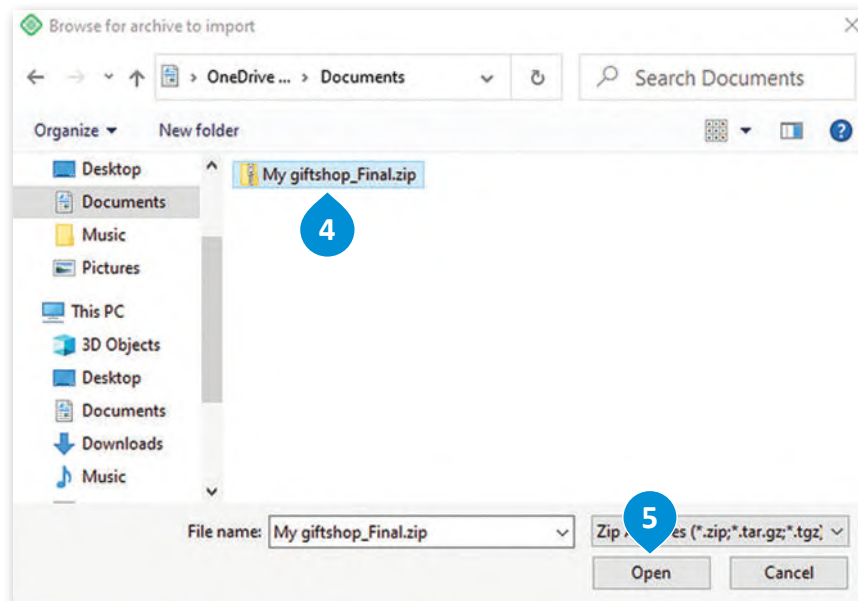 Browse for archive to import
OneDrive ... › Documents
Search Documents
Organize
New folder
Desktop
Documents
Music
Pictures
This PC
3D Objects
Desktop
Documents
Downloads
Music
My giftshop_Final.zip
4
File name: My giftshop_Final.zip
Zip (*.zip;*.tar.gz;*.tgz;
5
Open
Cancel